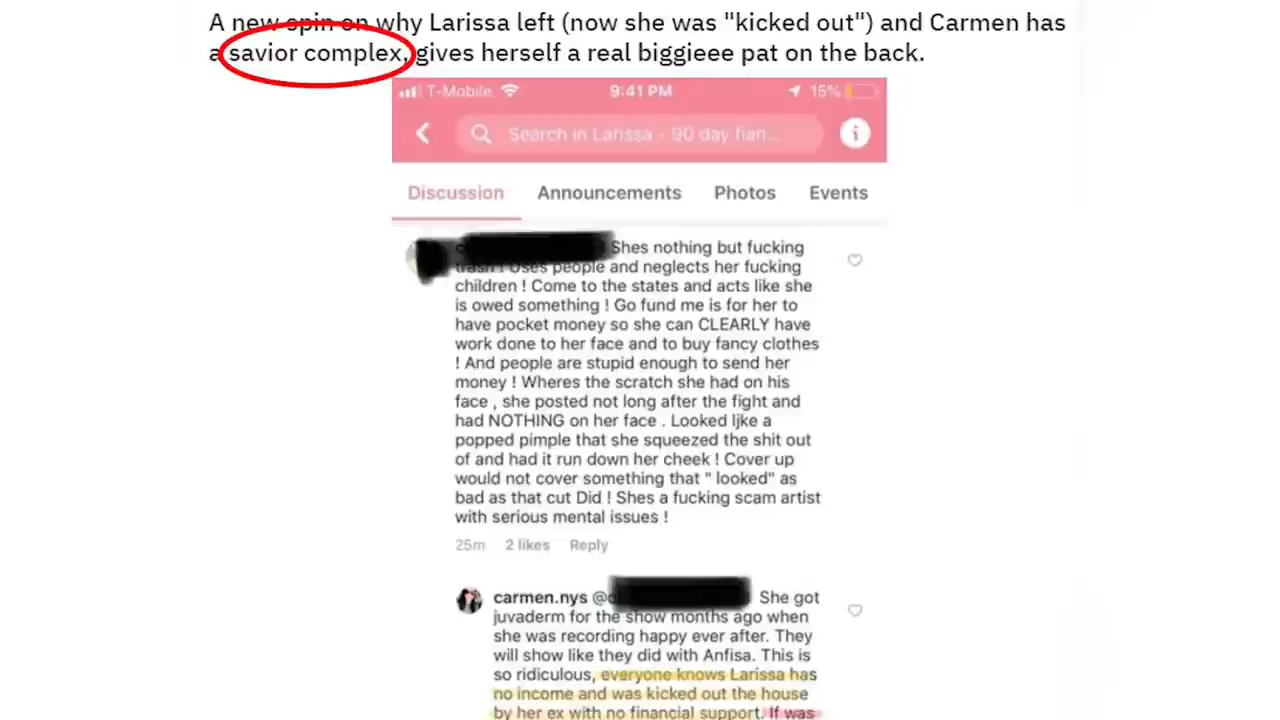 A new spin on why Larissa left (now she was "kicked out") and Carmen has
a savior complex, gives herself a real biggieee pat on the back.
T-Mobile 9:41 PM 15%
Search in Larissa - 90 day fian...
Discussion Announcements Photos Events
Shes nothing but fucking
trash ! Uses people and neglects her fucking
children ! Come to the states and acts like she
is owed something ! Go fund me is for her to
have pocket money so she can CLEARLY have
work done to her face and to buy fancy clothes
! And people are stupid enough to send her
money ! Wheres the scratch she had on his
face , she posted not long after the fight and
had NOTHING on her face . Looked ljke a
popped pimple that she squeezed the shit out
of and had it run down her cheek ! Cover up
would not cover something that " looked" as
bad as that cut Did ! Shes a fucking scam artist
with serious mental issues !
25m 2 likes Reply
carmen.nys @ She got
juvaderm for the show months ago when
she was recording happy ever after. They
will show like they did with Anfisa. This is
so ridiculous, everyone knows Larissa has
no income and was kicked out the house
by her ex with no financial support. If was